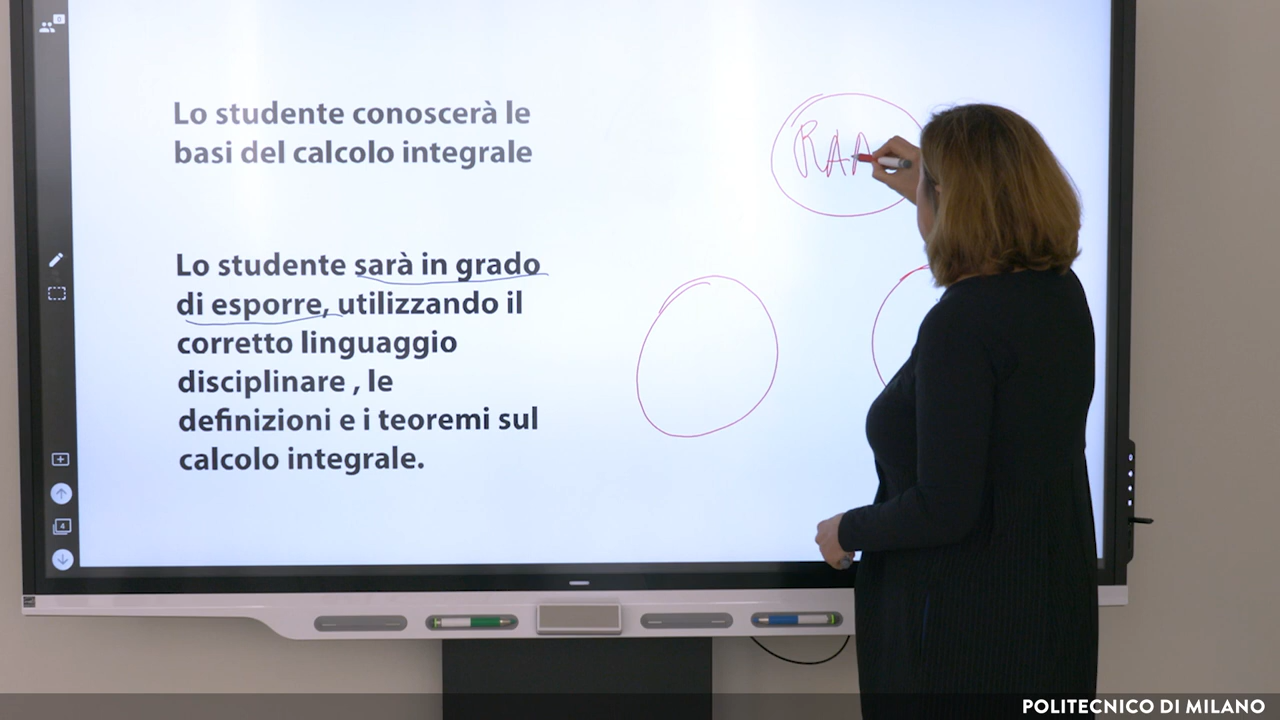 Lo studente conoscerà le
basi del calcolo integrale
RAA
Lo studente sarà in grado
di esporre, utilizzando il
corretto linguaggio
disciplinare , le
definizioni e i teoremi sul
calcolo integrale.
4
POLITECNICO DI MILANO